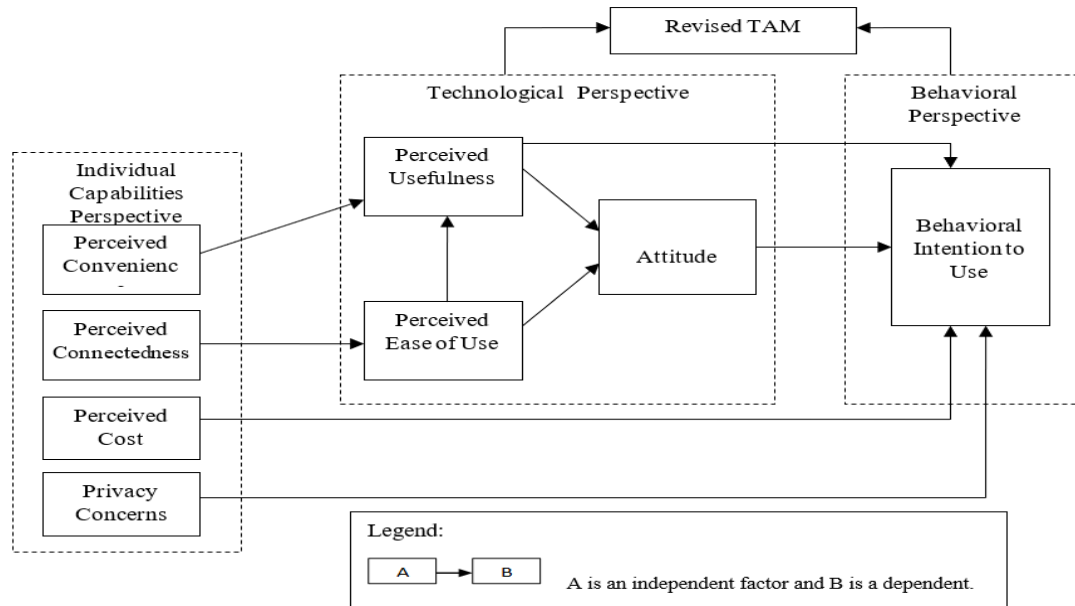 Revised TAM
Technological Perspective
Behavioral
Perspective
Individual
Capabilities
Perspective
Perceived
Convenienc
-
Perceived
Connectedness
Perceived
Cost
Privacy
Concerns
Perceived
Usefulness
Perceived
Ease of Use
Attitude
Behavioral
Intention to
Use
Legend:
A
B
A is an independent factor and B is a dependent.